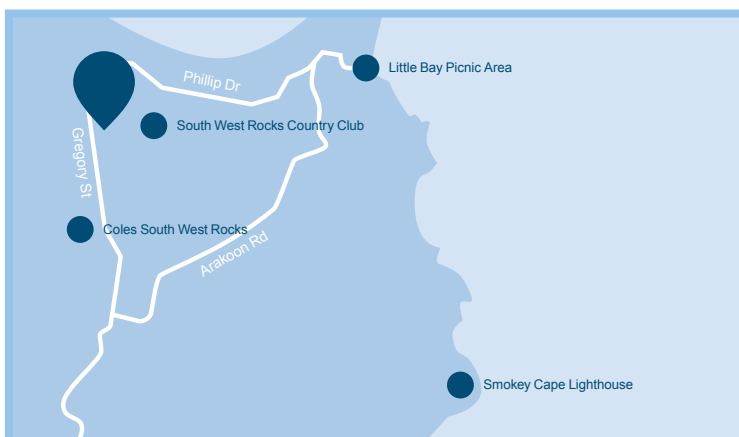 Little Bay Picnic Area
Phillip Dr
South West Rocks Country Club
Gregory St
Coles South West Rocks
Arakoon Rd
Smokey Cape Lighthouse